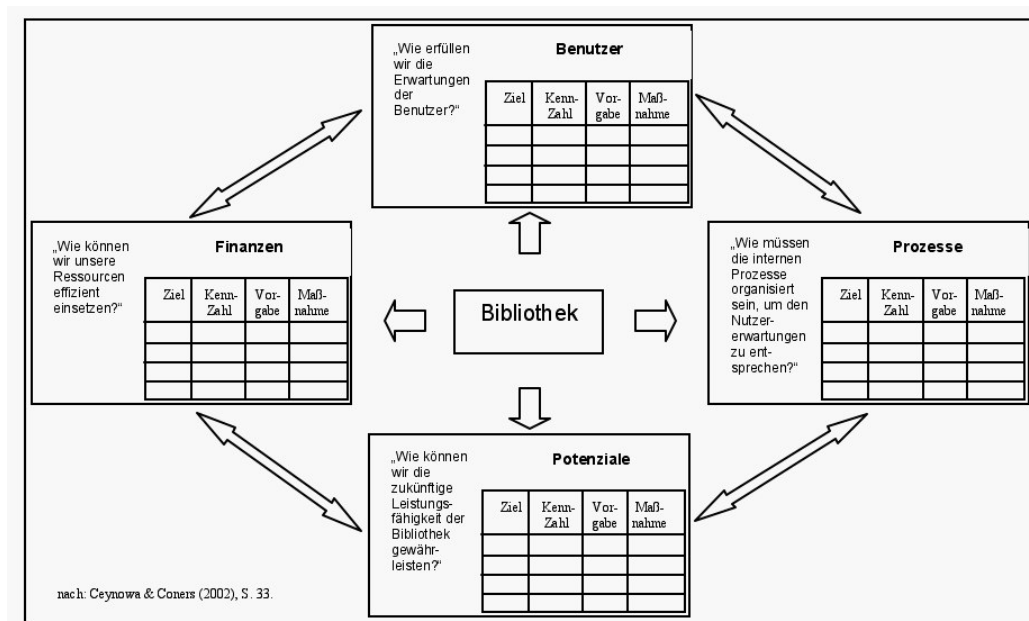 „Wie erfüllen
wir die
Erwartungen
der
Benutzer?“
Benutzer
Ziel Kenn- Vor- Maß-
Zahl gabe nahme
„Wie können
wir unsere
Ressourcen
effizient
einsetzen?“
Finanzen
Ziel Kenn- Vor- Maß-
Zahl gabe nahme
Bibliothek
„Wie müssen
die internen
Prozesse
organisiert
sein, um den
Nutzer-
erwartungen
zu ent-
sprechen?“
Prozesse
Ziel Kenn- Vor- Maß-
Zahl gabe nahme
„Wie können
wir die
zukünftige
Leistungs-
fähigkeit der
Bibliothek
gewähr-
leisten?“
Potenziale
Ziel Kenn- Vor- Maß-
Zahl gabe nahme
nach: Ceynowa & Coners (2002), S. 33.